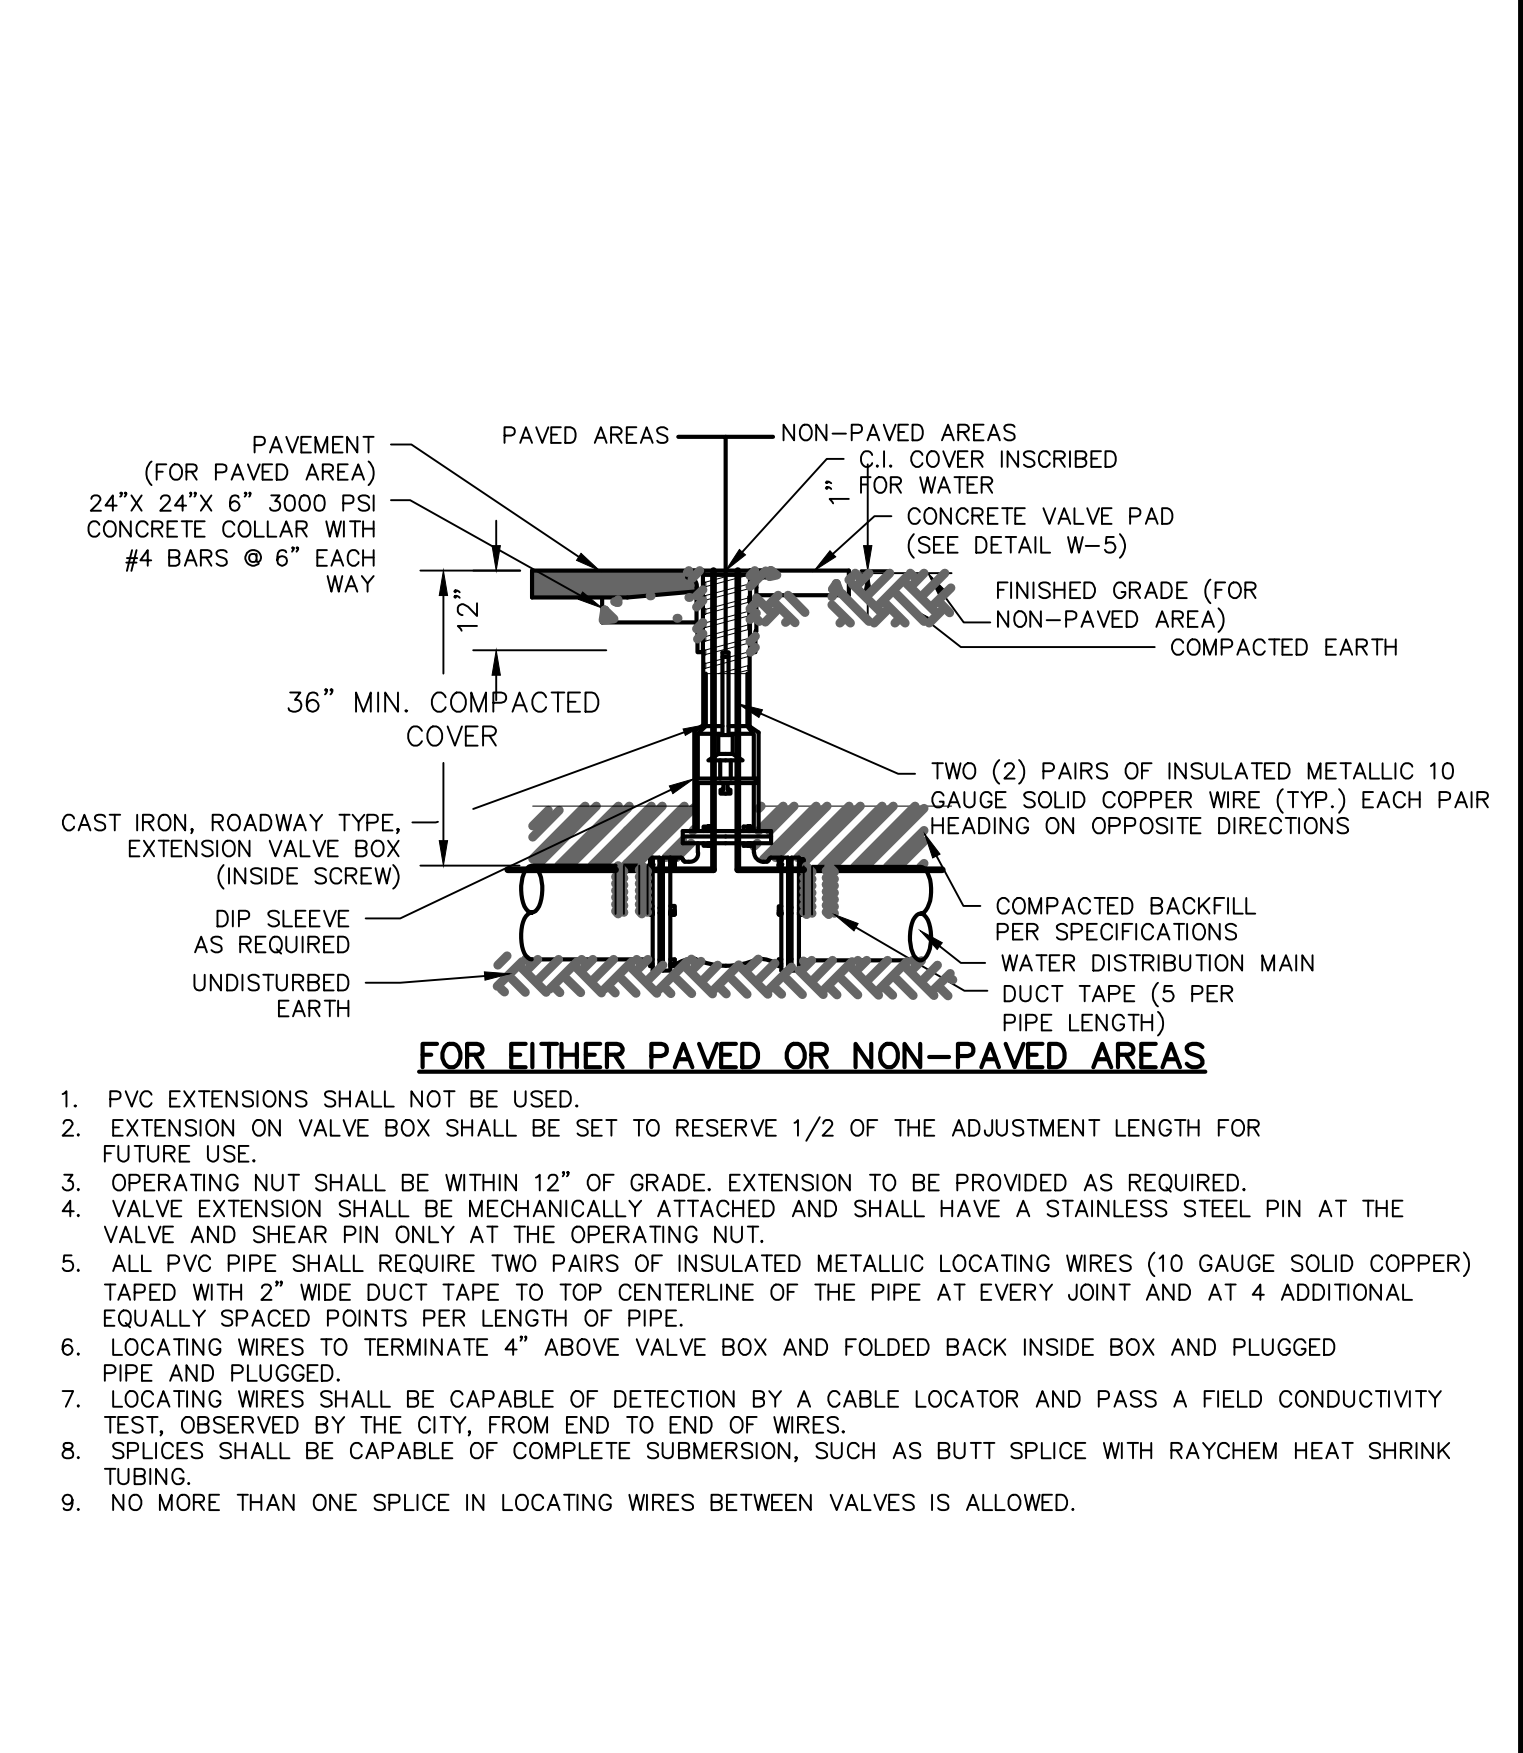 PAVED AREAS
NON-PAVED AREAS
PAVEMENT
(FOR PAVED AREA)
24"X 24"X 6" 3000 PSI
CONCRETE COLLAR WITH
#4 BARS @ 6" EACH
WAY
C.I. COVER INSCRIBED
FOR WATER
1"
CONCRETE VALVE PAD
(SEE DETAIL W-5)
FINISHED GRADE (FOR
NON-PAVED AREA)
COMPACTED EARTH
12"
36" MIN. COMPACTED
COVER
TWO (2) PAIRS OF INSULATED METALLIC 10
GAUGE SOLID COPPER WIRE (TYP.) EACH PAIR
HEADING ON OPPOSITE DIRECTIONS
CAST IRON, ROADWAY TYPE,
EXTENSION VALVE BOX
(INSIDE SCREW)
DIP SLEEVE
AS REQUIRED
UNDISTURBED
EARTH
COMPACTED BACKFILL
PER SPECIFICATIONS
WATER DISTRIBUTION MAIN
DUCT TAPE (5 PER
PIPE LENGTH)
FOR EITHER PAVED OR NON-PAVED AREAS
1. PVC EXTENSIONS SHALL NOT BE USED.
2. EXTENSION ON VALVE BOX SHALL BE SET TO RESERVE 1/2 OF THE ADJUSTMENT LENGTH FOR
FUTURE USE.
3. OPERATING NUT SHALL BE WITHIN 12" OF GRADE. EXTENSION TO BE PROVIDED AS REQUIRED.
4. VALVE EXTENSION SHALL BE MECHANICALLY ATTACHED AND SHALL HAVE A STAINLESS STEEL PIN AT THE
VALVE AND SHEAR PIN ONLY AT THE OPERATING NUT.
5. ALL PVC PIPE SHALL REQUIRE TWO PAIRS OF INSULATED METALLIC LOCATING WIRES (10 GAUGE SOLID COPPER)
TAPED WITH 2" WIDE DUCT TAPE TO TOP CENTERLINE OF THE PIPE AT EVERY JOINT AND AT 4 ADDITIONAL
EQUALLY SPACED POINTS PER LENGTH OF PIPE.
6. LOCATING WIRES TO TERMINATE 4" ABOVE VALVE BOX AND FOLDED BACK INSIDE BOX AND PLUGGED
PIPE AND PLUGGED.
7. LOCATING WIRES SHALL BE CAPABLE OF DETECTION BY A CABLE LOCATOR AND PASS A FIELD CONDUCTIVITY
TEST, OBSERVED BY THE CITY, FROM END TO END OF WIRES.
8. SPLICES SHALL BE CAPABLE OF COMPLETE SUBMERSION, SUCH AS BUTT SPLICE WITH RAYCHEM HEAT SHRINK
TUBING.
9. NO MORE THAN ONE SPLICE IN LOCATING WIRES BETWEEN VALVES IS ALLOWED.